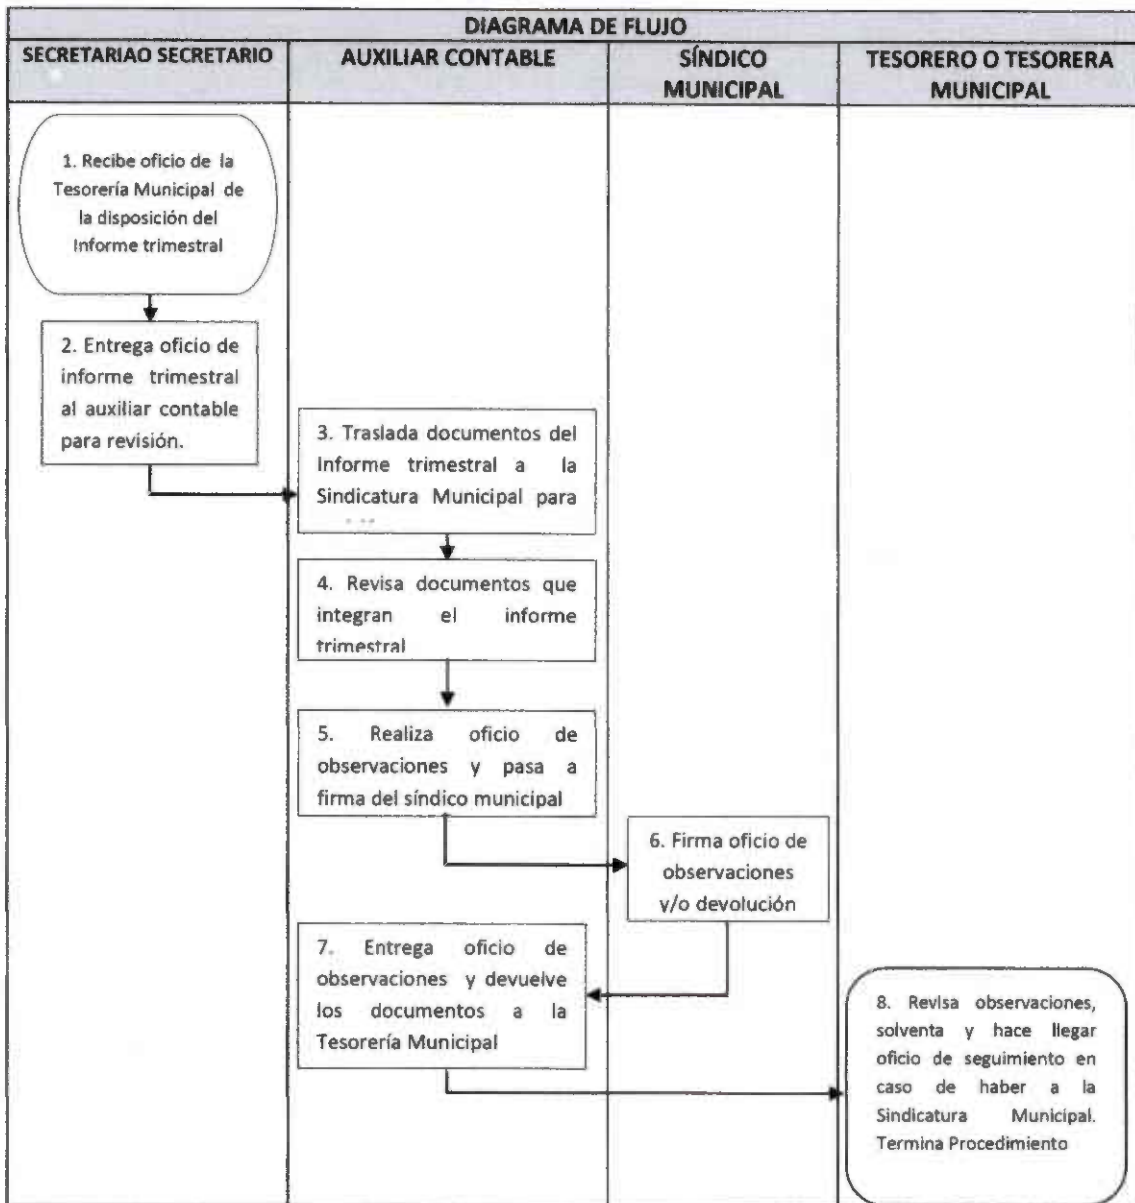 DIAGRAMA DE FLUJO
SECRETARIAO SECRETARIO
AUXILIAR CONTABLE
SÍNDICO
MUNICIPAL
TESORERO O TESORERA
MUNICIPAL
1. Recibe oficio de la
Tesorería Municipal de
la disposición del
Informe trimestral
2. Entrega oficio de
informe trimestral
al auxiliar contable
para revisión.
3. Traslada documentos del
Informe trimestral a la
Sindicatura Municipal para
4. Revisa documentos que
integran el informe
trimestral
5. Realiza oficio de
observaciones y pasa a
firma del síndico municipal
6. Firma oficio de
observaciones
y/o devolución
7. Entrega oficio de
observaciones y devuelve
los documentos a la
Tesorería Municipal
8. Revisa observaciones,
solventa y hace llegar
oficio de seguimiento en
caso de haber a la
Sindicatura Municipal.
Termina Procedimiento